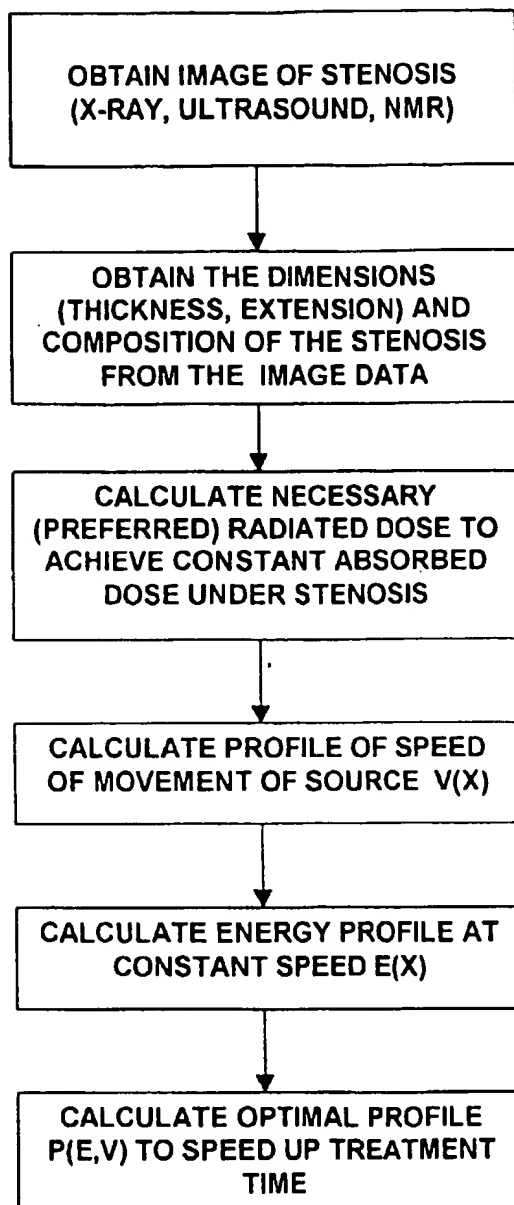 OBTAIN IMAGE OF STENOSIS
(X-RAY, ULTRASOUND, NMR)
OBTAIN THE DIMENSIONS
(THICKNESS, EXTENSION) AND
COMPOSITION OF THE STENOSIS
FROM THE IMAGE DATA
CALCULATE NECESSARY
(PREFERRED) RADIATED DOSE TO
ACHIEVE CONSTANT ABSORBED
DOSE UNDER STENOSIS
CALCULATE PROFILE OF SPEED
OF MOVEMENT OF SOURCE V(X)
CALCULATE ENERGY PROFILE AT
CONSTANT SPEED E(X)
CALCULATE OPTIMAL PROFILE
P(E,V) TO SPEED UP TREATMENT
TIME